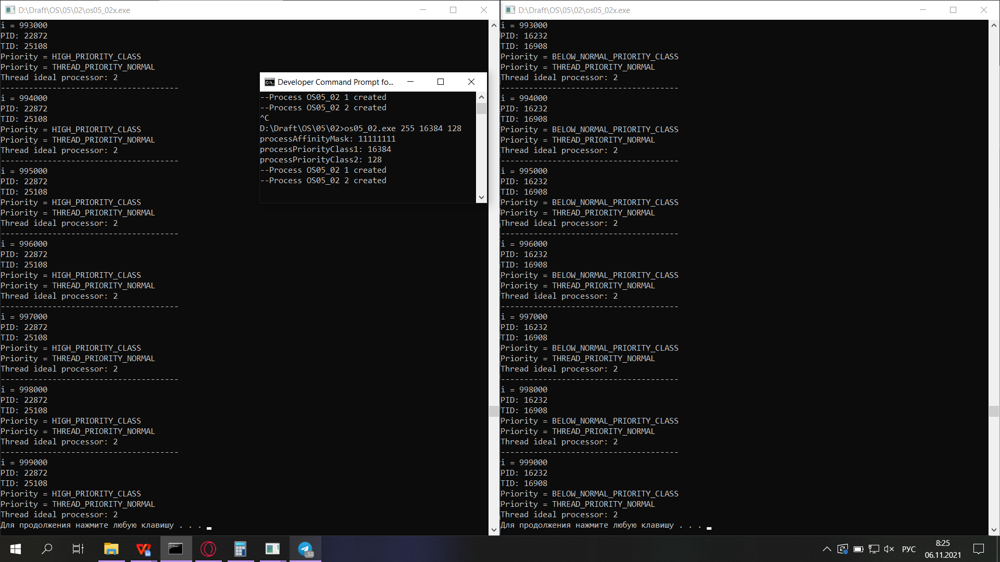 D:\Draft\OS\05\02\os05_02x.exe
i = 993000
PID: 22872
TID: 25108
Priority = HIGH_PRIORITY_CLASS
Priority = THREAD_PRIORITY_NORMAL
Thread ideal processor: 2
--------------------------------------
i = 994000
PID: 22872
TID: 25108
Priority = HIGH_PRIORITY_CLASS
Priority = THREAD_PRIORITY_NORMAL
Thread ideal processor: 2
--------------------------------------
i = 995000
PID: 22872
TID: 25108
Priority = HIGH_PRIORITY_CLASS
Priority = THREAD_PRIORITY_NORMAL
Thread ideal processor: 2
--------------------------------------
i = 996000
PID: 22872
TID: 25108
Priority = HIGH_PRIORITY_CLASS
Priority = THREAD_PRIORITY_NORMAL
Thread ideal processor: 2
--------------------------------------
i = 997000
PID: 22872
TID: 25108
Priority = HIGH_PRIORITY_CLASS
Priority = THREAD_PRIORITY_NORMAL
Thread ideal processor: 2
--------------------------------------
i = 998000
PID: 22872
TID: 25108
Priority = HIGH_PRIORITY_CLASS
Priority = THREAD_PRIORITY_NORMAL
Thread ideal processor: 2
--------------------------------------
i = 999000
PID: 22872
TID: 25108
Priority = HIGH_PRIORITY_CLASS
Priority = THREAD_PRIORITY_NORMAL
Thread ideal processor: 2
Для продолжения нажмите любую клавишу . . .
Developer Command Prompt fo...
--Process OS05_02 1 created
--Process OS05_02 2 created
^C
D:\Draft\OS\05\02>os05_02.exe 255 16384 128
processAffinityMask: 11111111
processPriorityClass1: 16384
processPriorityClass2: 128
--Process OS05_02 1 created
--Process OS05_02 2 created
D:\Draft\OS\05\02\os05_02x.exe
i = 993000
PID: 16232
TID: 16908
Priority = BELOW_NORMAL_PRIORITY_CLASS
Priority = THREAD_PRIORITY_NORMAL
Thread ideal processor: 2
--------------------------------------
i = 994000
PID: 16232
TID: 16908
Priority = BELOW_NORMAL_PRIORITY_CLASS
Priority = THREAD_PRIORITY_NORMAL
Thread ideal processor: 2
--------------------------------------
i = 995000
PID: 16232
TID: 16908
Priority = BELOW_NORMAL_PRIORITY_CLASS
Priority = THREAD_PRIORITY_NORMAL
Thread ideal processor: 2
--------------------------------------
i = 996000
PID: 16232
TID: 16908
Priority = BELOW_NORMAL_PRIORITY_CLASS
Priority = THREAD_PRIORITY_NORMAL
Thread ideal processor: 2
--------------------------------------
i = 997000
PID: 16232
TID: 16908
Priority = BELOW_NORMAL_PRIORITY_CLASS
Priority = THREAD_PRIORITY_NORMAL
Thread ideal processor: 2
--------------------------------------
i = 998000
PID: 16232
TID: 16908
Priority = BELOW_NORMAL_PRIORITY_CLASS
Priority = THREAD_PRIORITY_NORMAL
Thread ideal processor: 2
--------------------------------------
i = 999000
PID: 16232
TID: 16908
Priority = BELOW_NORMAL_PRIORITY_CLASS
Priority = THREAD_PRIORITY_NORMAL
Thread ideal processor: 2
Для продолжения нажмите любую клавишу . . .
..50
РУС
8:25
06.11.2021